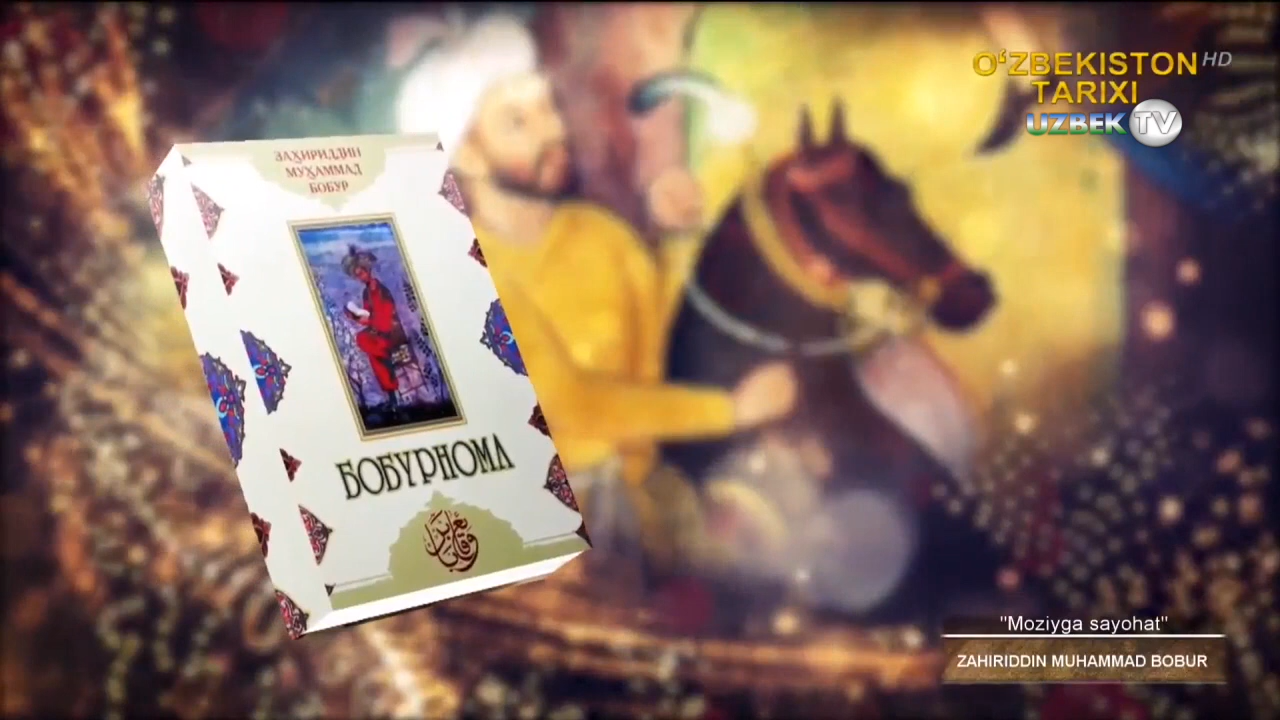 O‘ZBEKISTON HD
TARIXI
UZBEK TV
ЗАҲИРИДДИН
МУҲАММАД
БОБУР
БОБУРНОМА
"Moziyga sayohat"
ZAHIRIDDIN MUHAMMAD BOBUR